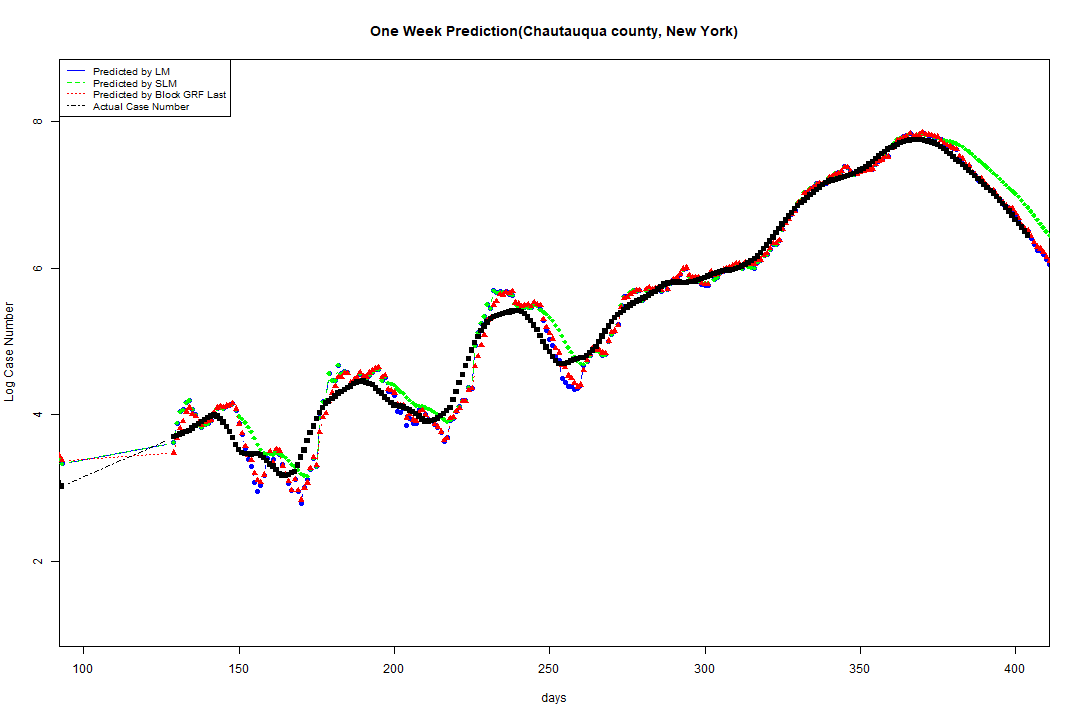 One Week Prediction(Chautauqua county, New York)
Predicted by LM
Predicted by SLM
Predicted by Block GRF Last
Actual Case Number
8
6
4
2
Log Case Number
100 150 200 250 300 350 400
days